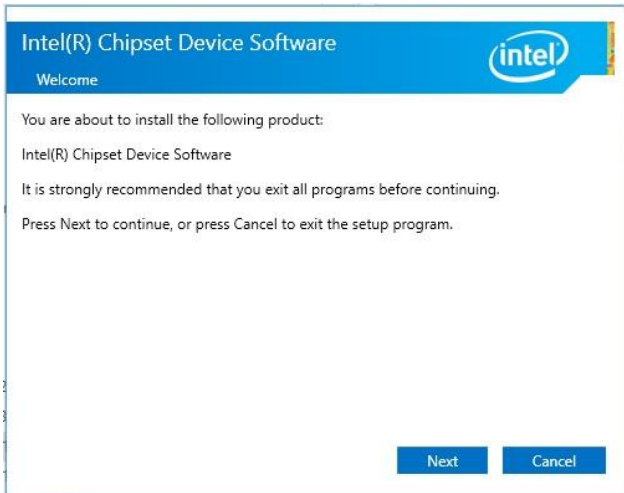 Intel(R) Chipset Device Software
intel
Welcome
You are about to install the following product:
Intel(R) Chipset Device Software
It is strongly recommended that you exit all programs before continuing.
Press Next to continue, or press Cancel to exit the setup program.
Next Cancel